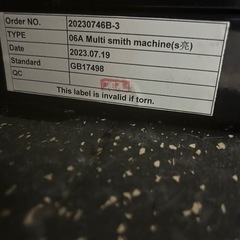 Order NO. 20230746B-3
TYPE 06A Multi smith machine(s亮)
Date 2023.07.19
Standard GB17498
QC
This label is invalid if torn.